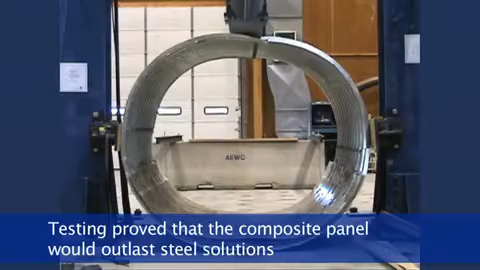 AEWC
Testing proved that the composite panel
would outlast steel solutions